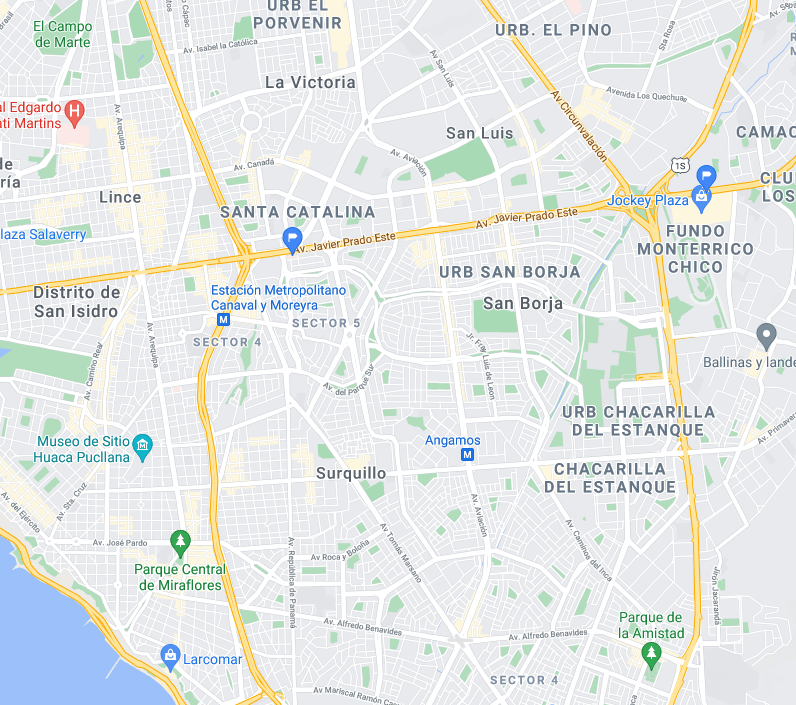 URB EL
PORVENIR
El Campo
de Marte
Cápac
Av. Isabel la Católica
URB. EL PINO
Sta Rosa
La Victoria
Av San Luis
Avenida Los Quechuas
al Edgardo
ati Martins
H
Av. Arequipa
Av Circunvalación
San Luis
CAMAC
de
ría
Av. Canadá
Av. Aviación
1S
Lince
CLU
LOS
Jockey Plaza
SANTA CATALINA
Av. Javier Prado Este
laza Salaverry
Av. Javier Prado Este
FUNDO
MONTERRICO
CHICO
URB SAN BORJA
Distrito de
San Isidro
Estación Metropolitano
Canaval y Moreyra
M
San Borja
SECTOR 5
SECTOR 4
Av. Arequipa
Av. Camino Real
Jr. Fray Luis de Leon
Ballinas y lande
Av. del Parque Sur
URB CHACARILLA
DEL ESTANQUE
Museo de Sitio
Huaca Pucllana
Angamos
M
Av. Primavera
Surquillo
CHACARILLA
DEL ESTANQUE
Av. del Ejército
Av. Sta. Cruz
Av. Aviación
Av. José Pardo
Av. República de Panamá
Av Roca y Boloña
Av Tomás Marsano
Av. Caminos del Inca
Parque Central
de Miraflores
Jirón Jacaranda
Av. Alfredo Benavides
Av. Alfredo Benavides
Parque de
la Amistad
Larcomar
SECTOR 4
Av Mariscal Ramón Ca